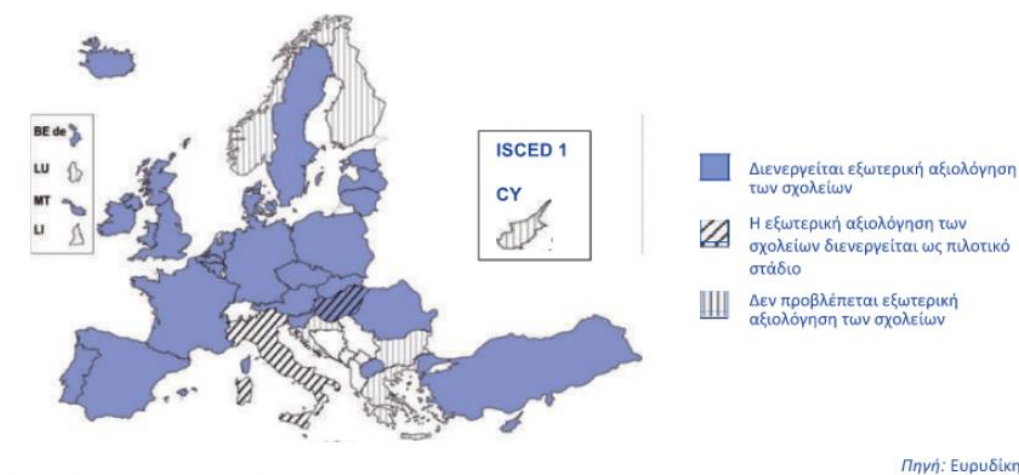 BE de
LU
MT
LI
ISCED 1
CY
Διενεργείται εξωτερική αξιολόγηση
των σχολείων
Η εξωτερική αξιολόγηση των
σχολείων διενεργείται ως πιλοτικό
στάδιο
Δεν προβλέπεται εξωτερική
αξιολόγηση των σχολείων
Πηγή: Ευρυδίκη